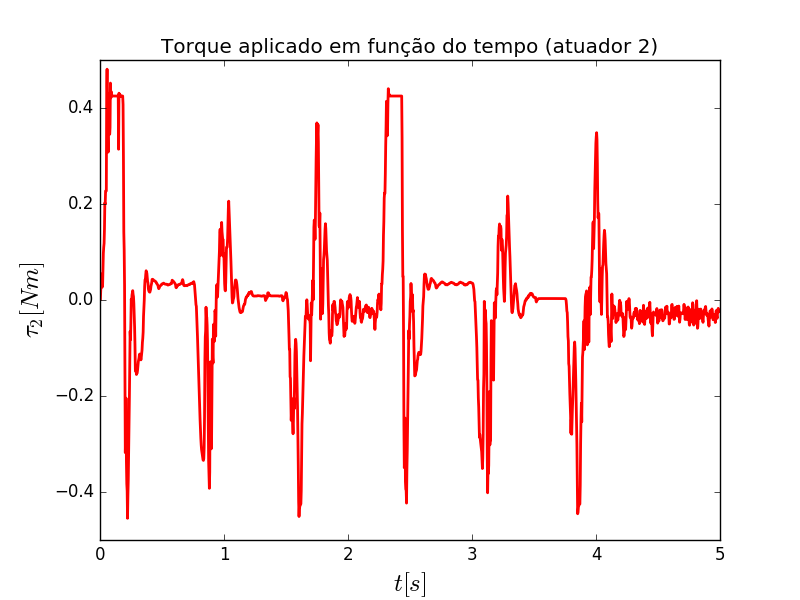 Torque aplicado em função do tempo (atuador 2)
0.4
0.2
0.0
−0.2
−0.4
τ₂[Nm]
0 1 2 3 4 5
t[s]